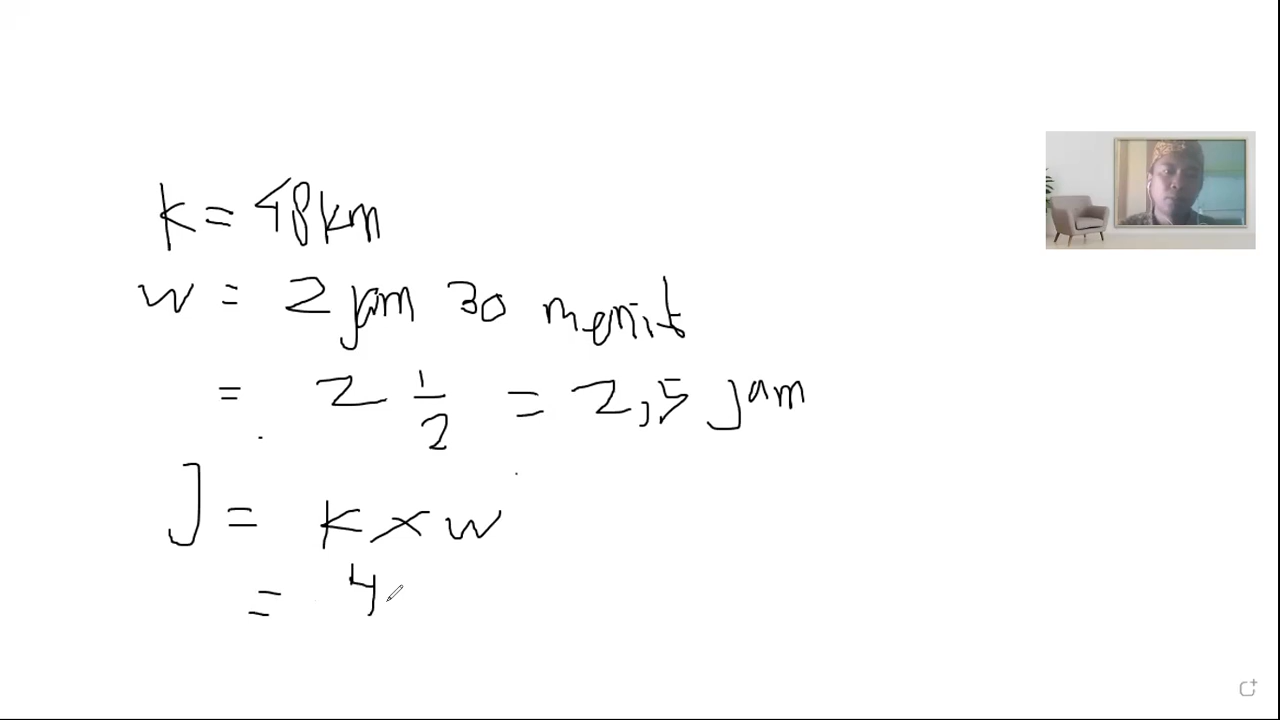 k = 48 km
w = 2 jam 30 menit
= 2 1/2 = 2,5 jam
J = k × w
= 4